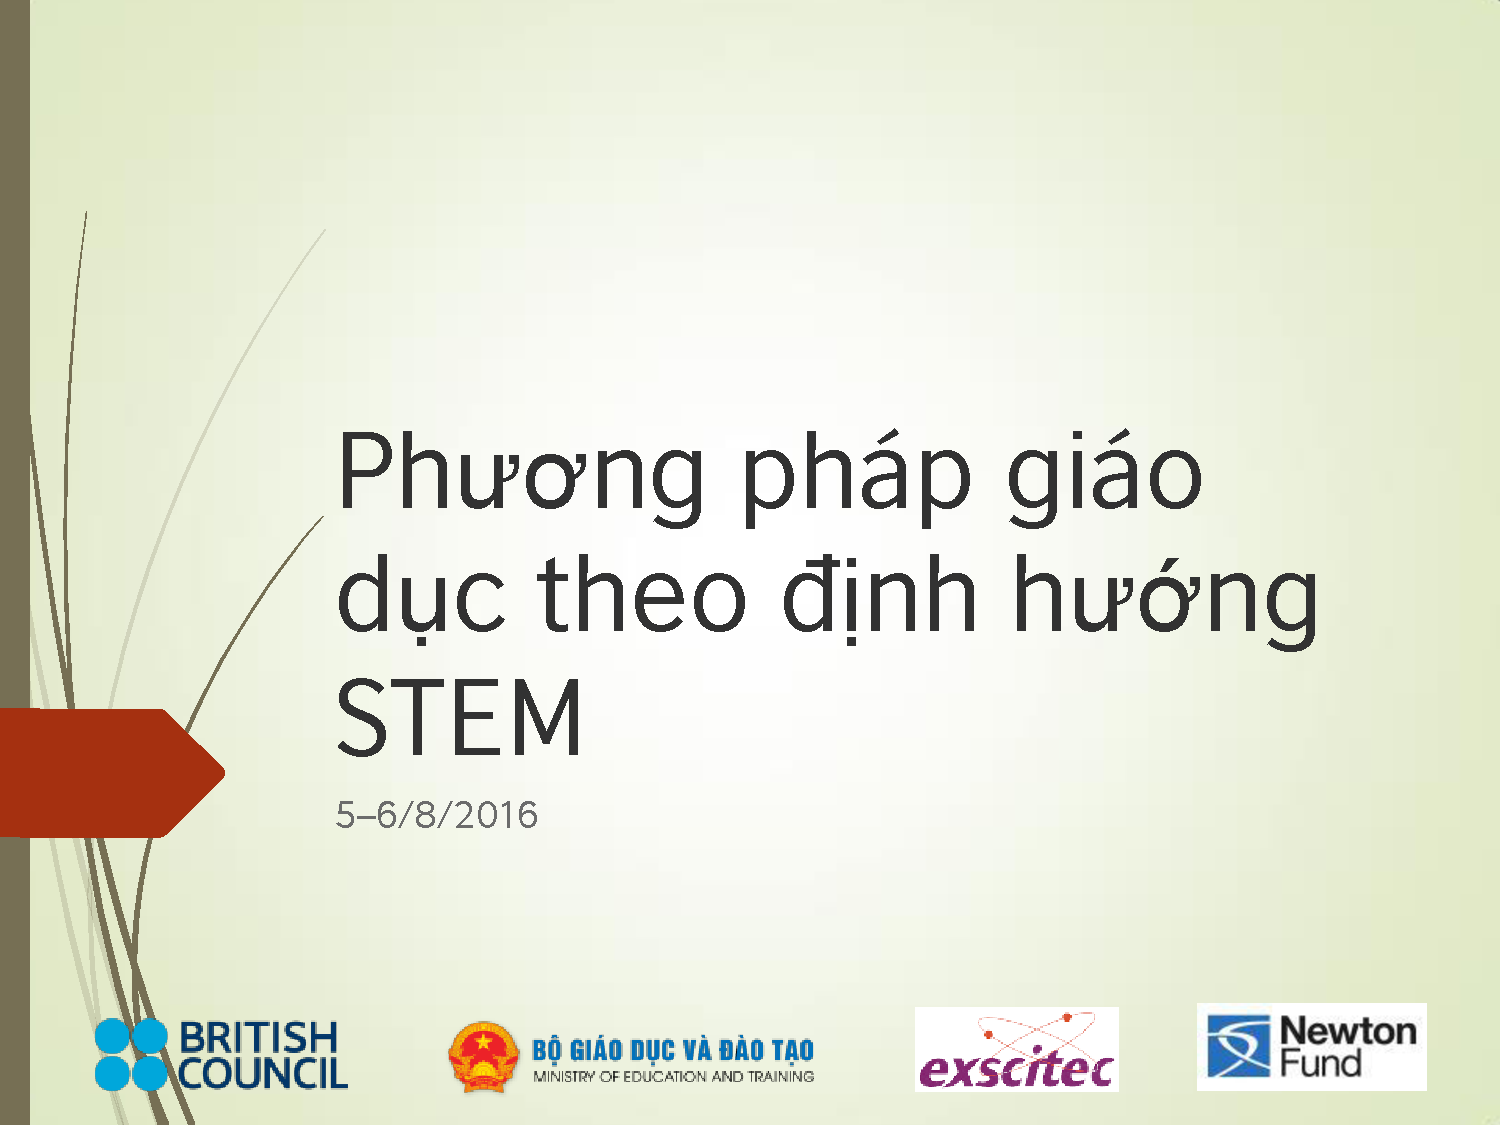 Phương pháp giáo
dục theo định hướng
STEM
5–6/8/2016
BRITISH
COUNCIL
BỘ GIÁO DỤC VÀ ĐÀO TẠO
MINISTRY OF EDUCATION AND TRAINING
exscitec
Newton
Fund